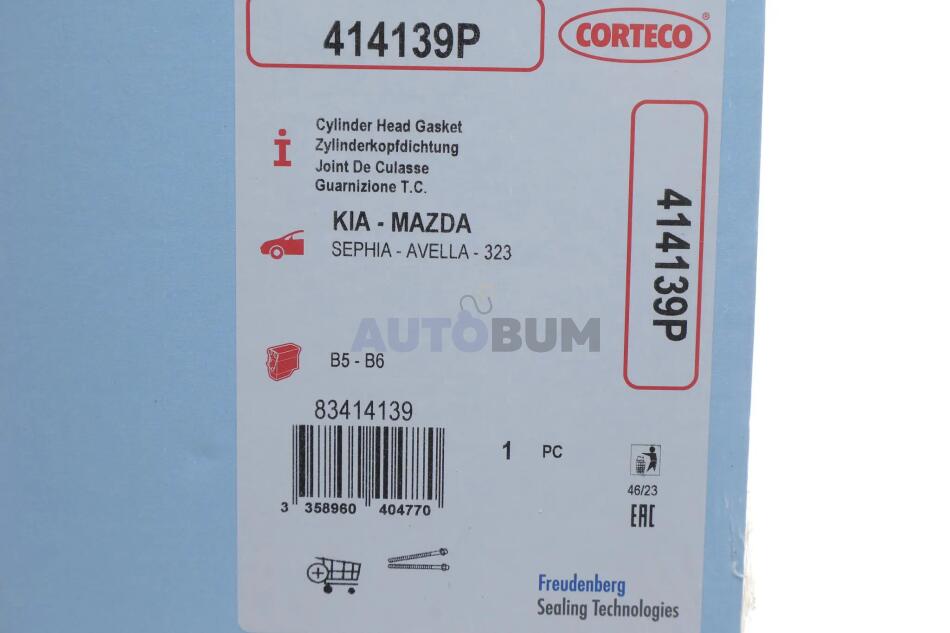 414139P
CORTECO®
Cylinder Head Gasket
Zylinderkopfdichtung
Joint De Culasse
Guarnizione T.C.
KIA - MAZDA
SEPHIA - AVELLA - 323
414139P
AUTOBUM
B5 - B6
83414139
1 PC
3 358960 404770
46/23
EAC
Freudenberg
Sealing Technologies